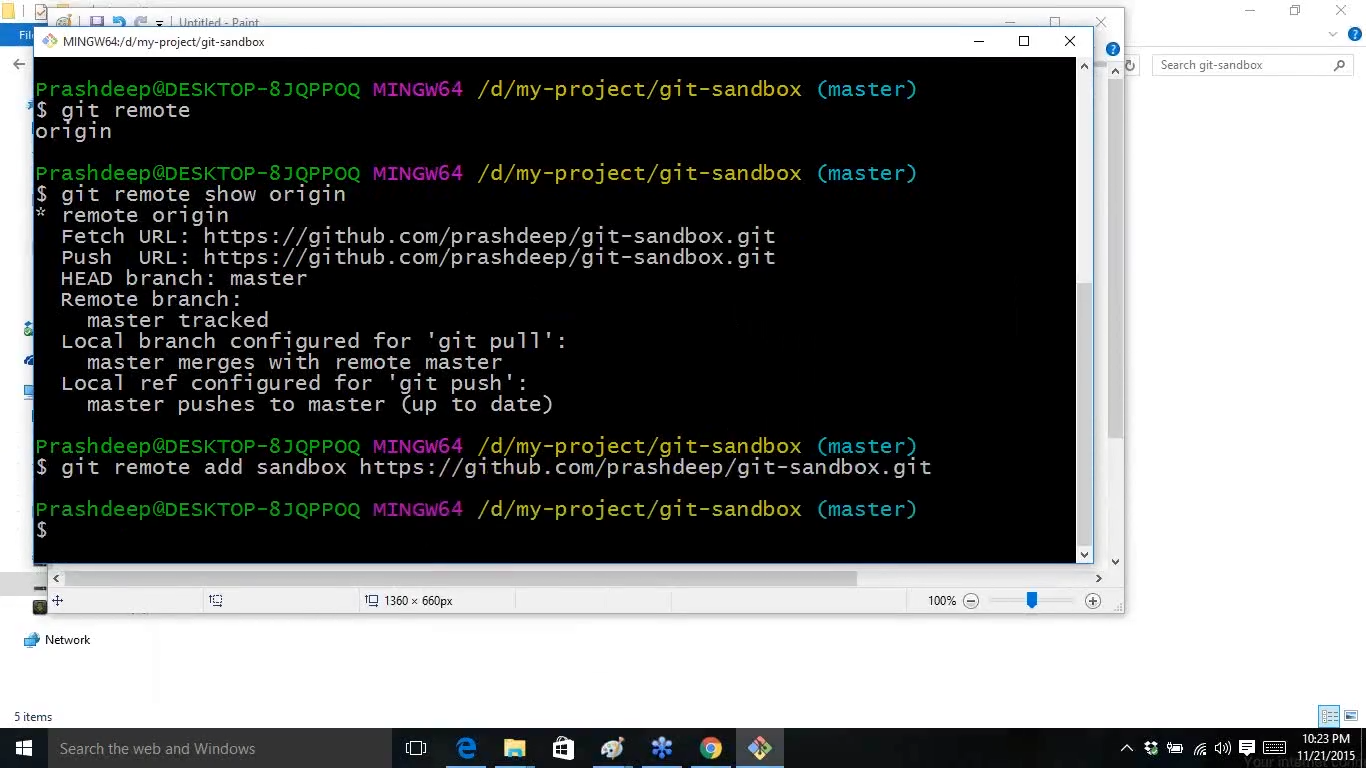 Untitled - Paint
Fil
MINGW64:/d/my-project/git-sandbox
Search git-sandbox
Prashdeep@DESKTOP-8JQPPOQ MINGW64 /d/my-project/git-sandbox (master)
$ git remote
origin
Prashdeep@DESKTOP-8JQPPOQ MINGW64 /d/my-project/git-sandbox (master)
$ git remote show origin
* remote origin
Fetch URL: https://github.com/prashdeep/git-sandbox.git
Push  URL: https://github.com/prashdeep/git-sandbox.git
HEAD branch: master
Remote branch:
master tracked
Local branch configured for 'git pull':
master merges with remote master
Local ref configured for 'git push':
master pushes to master (up to date)
Prashdeep@DESKTOP-8JQPPOQ MINGW64 /d/my-project/git-sandbox (master)
$ git remote add sandbox https://github.com/prashdeep/git-sandbox.git
Prashdeep@DESKTOP-8JQPPOQ MINGW64 /d/my-project/git-sandbox (master)
$
1360 × 660px
100%
Network
5 items
Search the web and Windows
10:23 PM
11/21/2015
Your internet conn